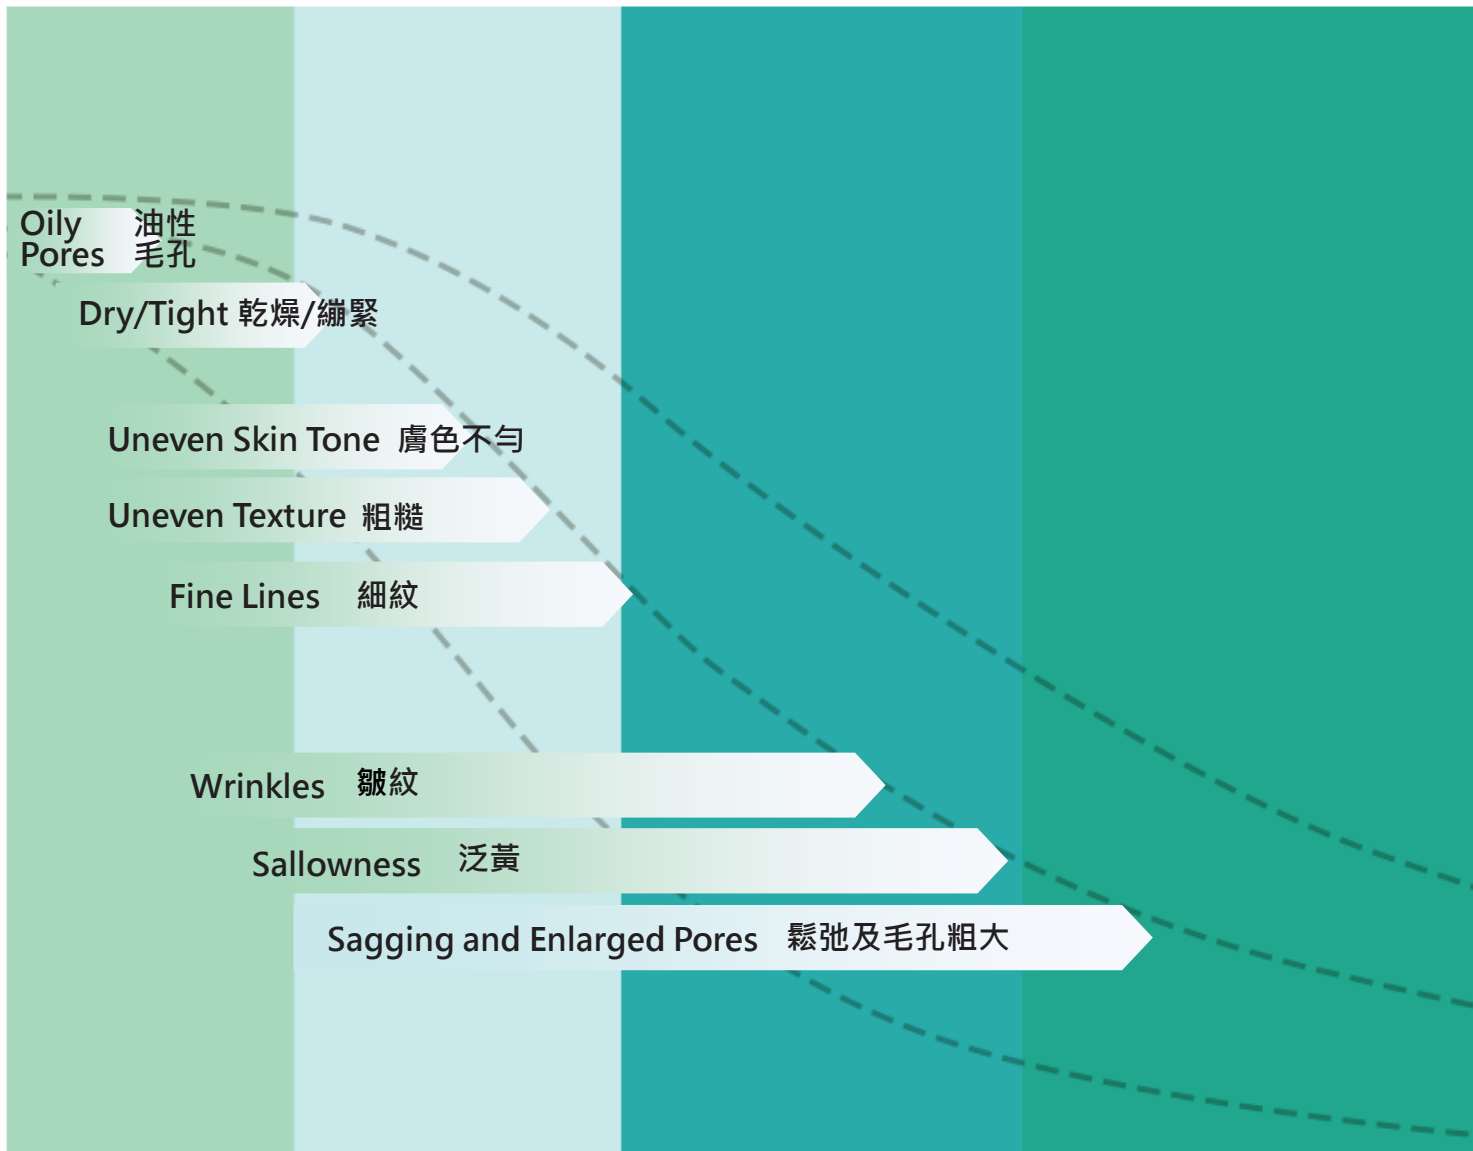 Oily 油性
Pores 毛孔
Dry/Tight 乾燥/繃緊
Uneven Skin Tone 膚色不勻
Uneven Texture 粗糙
Fine Lines 細紋
Wrinkles 皺紋
Sallowness 泛黃
Sagging and Enlarged Pores 鬆弛及毛孔粗大